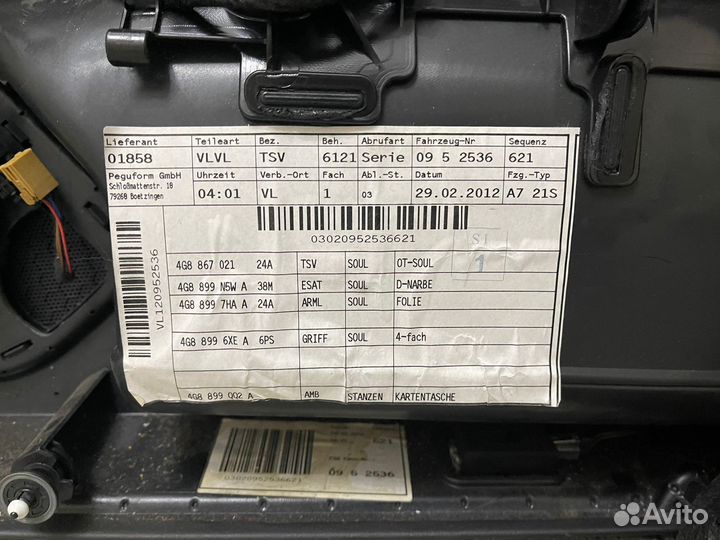 Lieferant Teileart Bez. Beh. Abrufart Fahrzeug-Nr Sequenz
01858 VLVL TSV 6121 Serie 09 5 2536 621
Peguform GmbH Uhrzeit Verb.-Ort Fach Abl.-St. Datum Fzg.-Typ
Schloßmattenstr. 18
79268 Boetzingen 04:01 VL 1 03 29.02.2012 A7 21S
03020952536621
S1
1
VL120952536
4G8 867 021 24A TSV SOUL OT-SOUL
4G8 899 N5W A 38M ESAT SOUL D-NARBE
4G8 899 7HA A 24A ARML SOUL FOLIE
4G8 899 6XE A 6PS GRIFF SOUL 4-fach
4G8 899 002 A AMB STANZEN KARTENTASCHE
621
03020952536621
09 5 2536
Avito